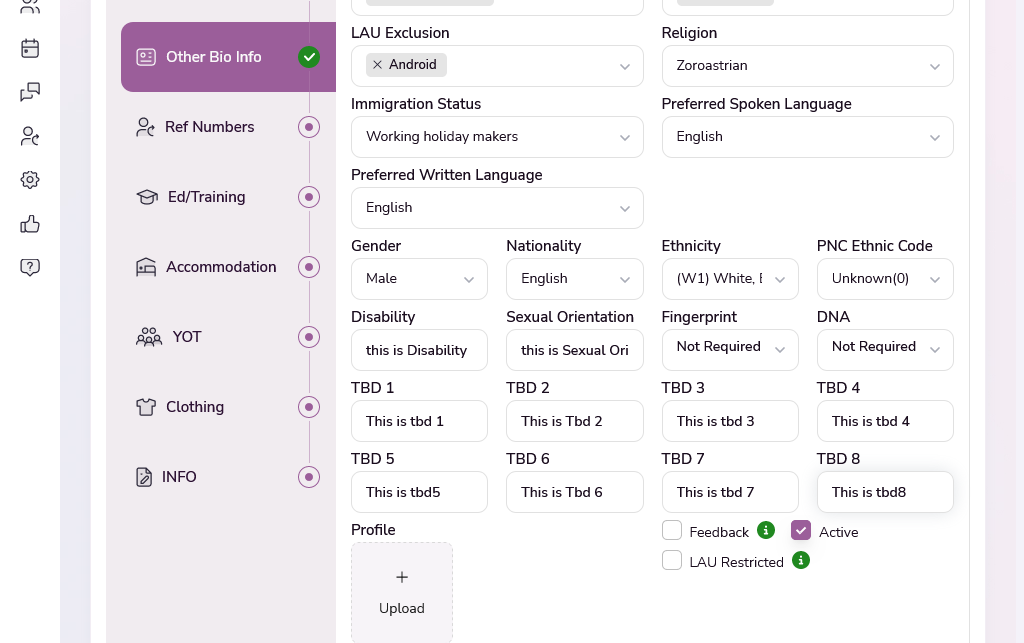 Other Bio Info
Ref Numbers
Ed/Training
Accommodation
YOT
Clothing
INFO
LAU Exclusion Religion
Android Zoroastrian
Immigration Status Preferred Spoken Language
Working holiday makers English
Preferred Written Language
English
Gender Nationality Ethnicity PNC Ethnic Code
Male English (W1) White, Unknown(0)
Disability Sexual Orientation Fingerprint DNA
this is Disability this is Sexual Ori Not Required Not Required
TBD 1 TBD 2 TBD 3 TBD 4
This is tbd 1 This is Tbd 2 This is tbd 3 This is tbd 4
TBD 5 TBD 6 TBD 7 TBD 8
This is tbd5 This is Tbd 6 This is tbd 7 This is tbd8
Profile Feedback Active
LAU Restricted
Upload